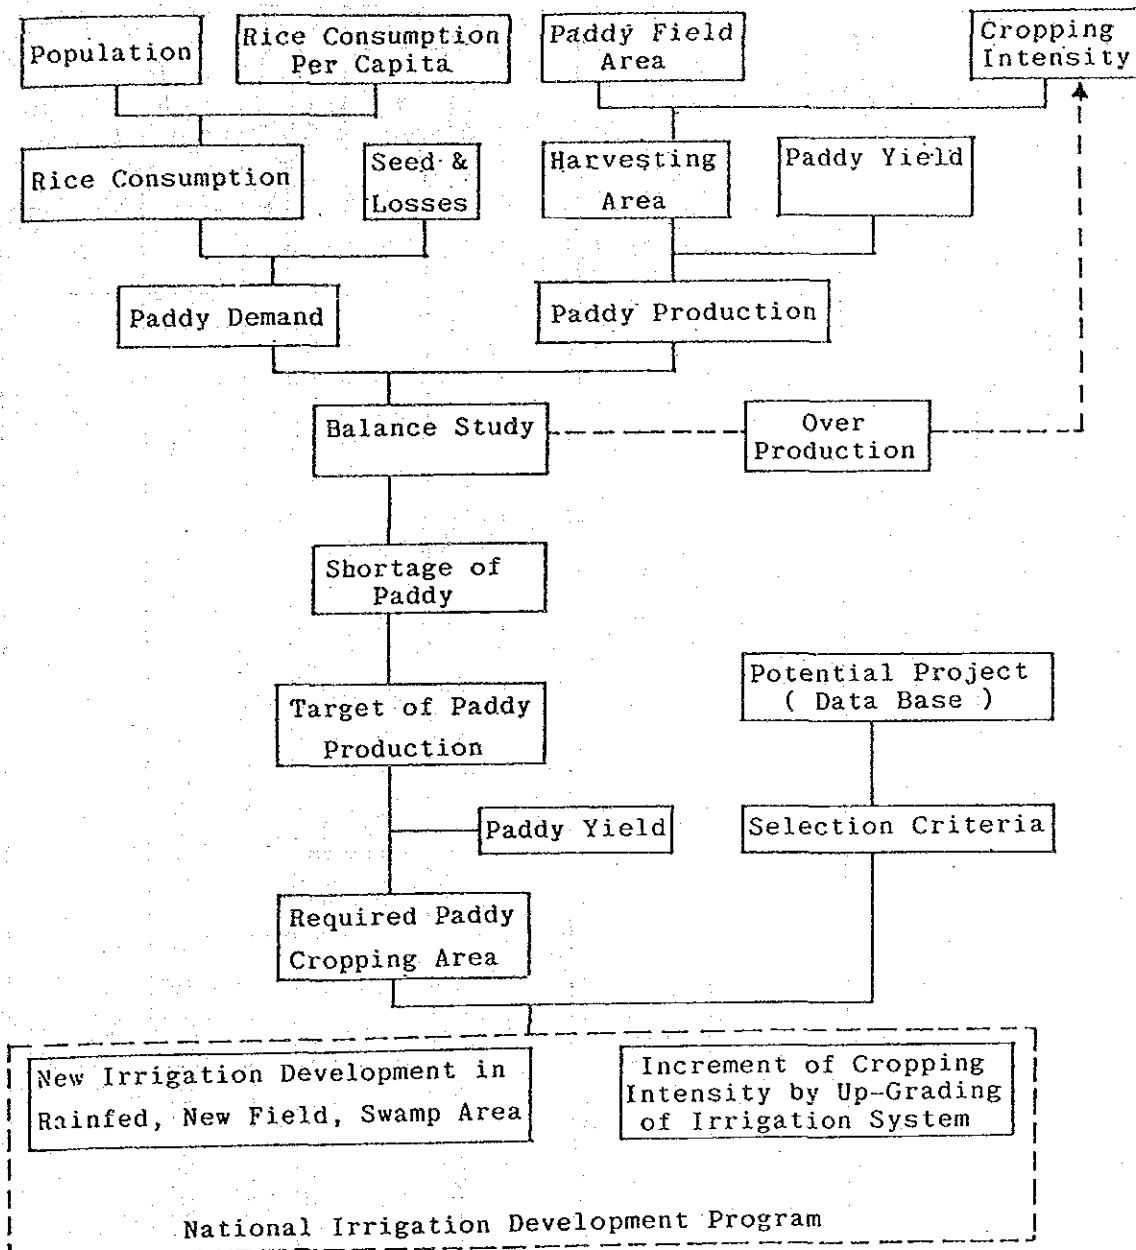 Population
Rice Consumption
Per Capita
Paddy Field
Area
Cropping
Intensity
Rice Consumption
Seed &
Losses
Harvesting
Area
Paddy Yield
Paddy Demand
Paddy Production
Balance Study
Over
Production
Shortage of
Paddy
Target of Paddy
Production
Potential Project
( Data Base )
Paddy Yield
Selection Criteria
Required Paddy
Cropping Area
New Irrigation Development in
Rainfed, New Field, Swamp Area
Increment of Cropping
Intensity by Up-Grading
of Irrigation System
National Irrigation Development Program